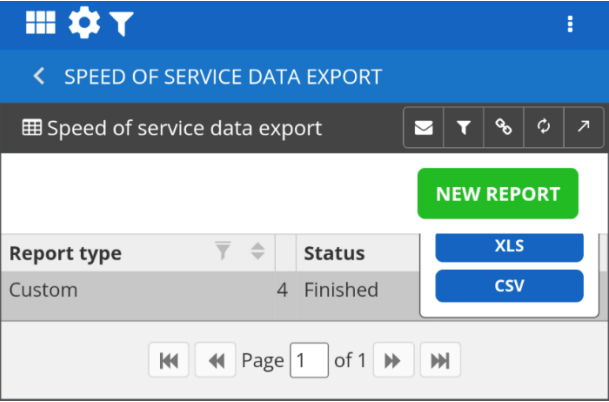 SPEED OF SERVICE DATA EXPORT
Speed of service data export
NEW REPORT
Report type Status
XLS
Custom 4 Finished
CSV
Page 1 of 1